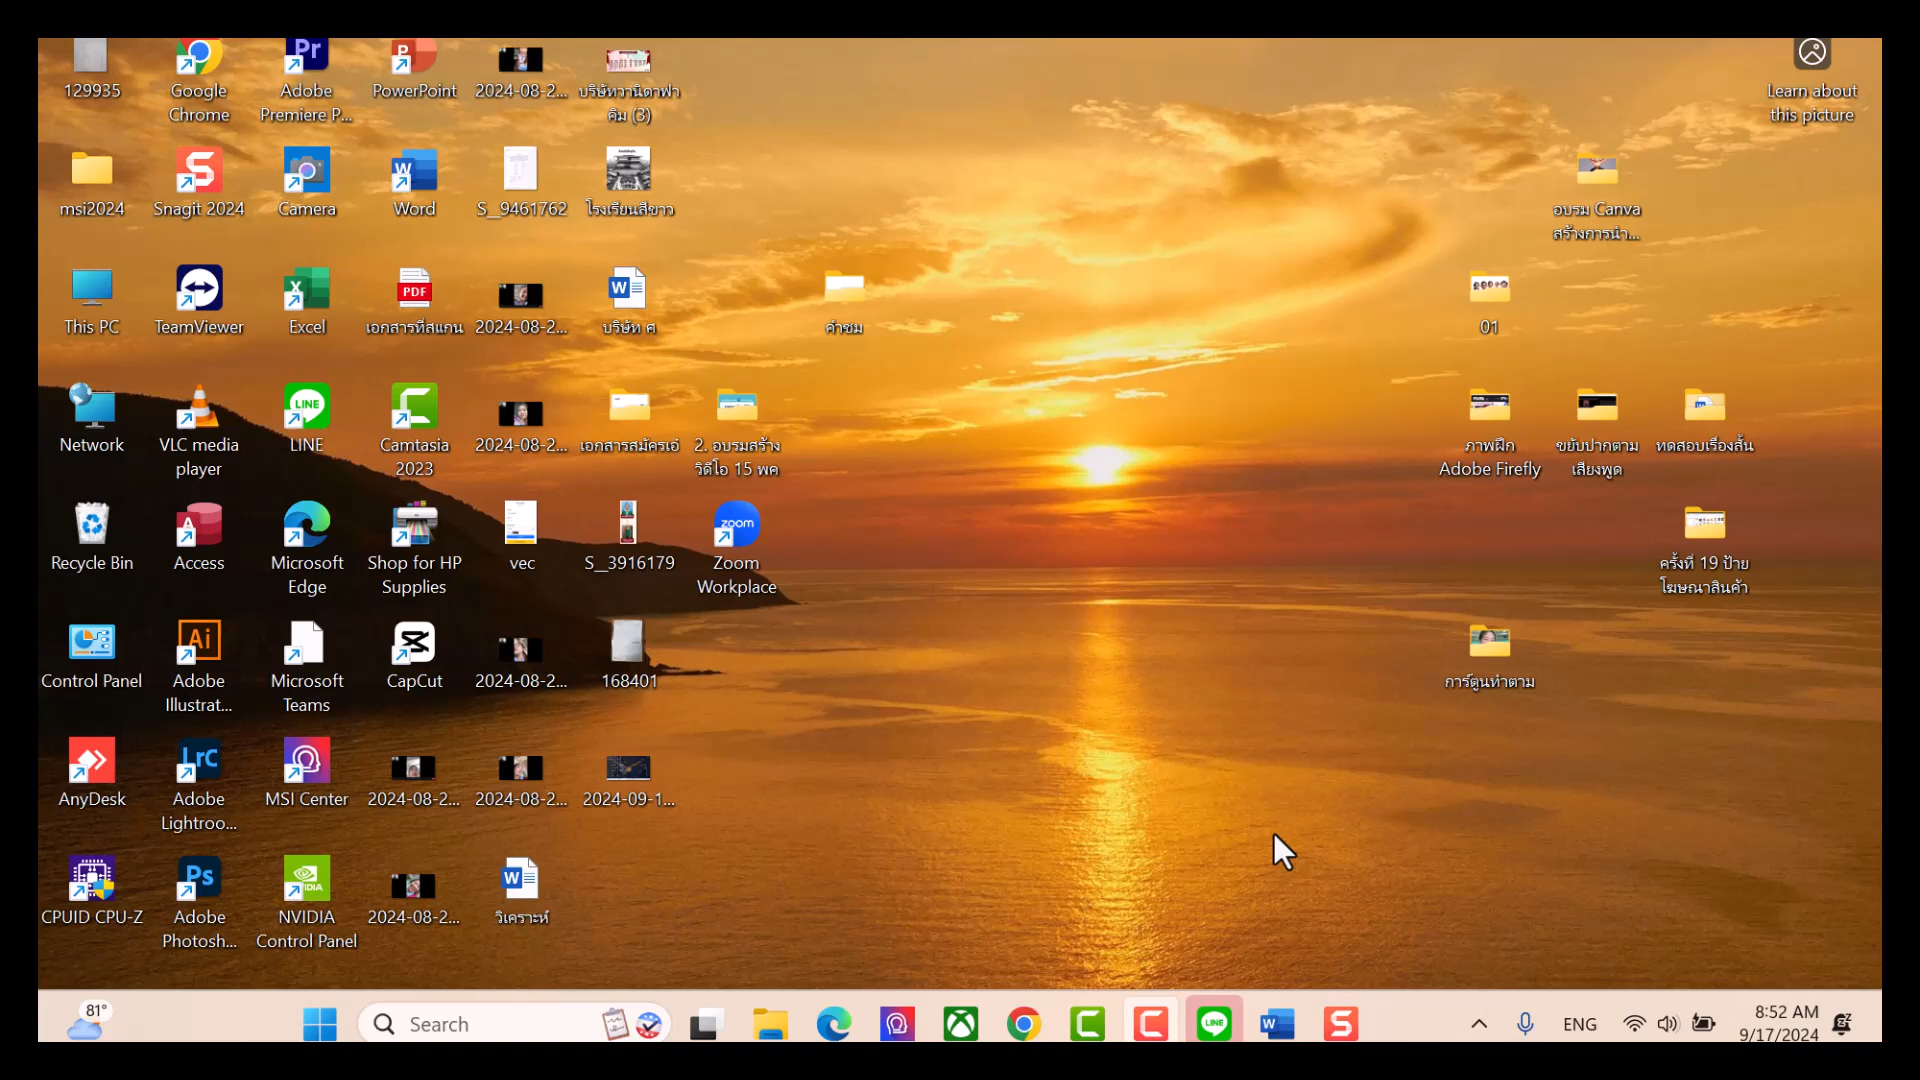 129935
Google
Chrome
Adobe
Premiere P...
PowerPoint
2024-08-2...
บริษัทวานิดาฟา
คิม (3)
Learn about
this picture
msi2024
Snagit 2024
Camera
Word
S__9461762
โรงเรียนสีขาว
อบรม Canva
สร้างการนำ...
This PC
TeamViewer
Excel
เอกสารที่สแกน
2024-08-2...
บริษัท ศ
คำชม
01
Network
VLC media
player
LINE
Camtasia
2023
2024-08-2...
เอกสารสมัครเอ๋
2. อบรมสร้าง
วิดีโอ 15 พค
ภาพฝึก
Adobe Firefly
ขยับปากตาม
เสียงพูด
ทดสอบเรื่องสั้น
Recycle Bin
Access
Microsoft
Edge
Shop for HP
Supplies
vec
S__3916179
Zoom
Workplace
ครั้งที่ 19 ป้าย
โฆษณาสินค้า
Control Panel
Adobe
Illustrat...
Microsoft
Teams
CapCut
2024-08-2...
168401
การ์ตูนทำตาม
AnyDesk
Adobe
Lightroo...
MSI Center
2024-08-2...
2024-08-2...
2024-09-1...
CPUID CPU-Z
Adobe
Photosh...
NVIDIA
Control Panel
2024-08-2...
วิเคราะห์
81°
Search
ENG
8:52 AM
9/17/2024